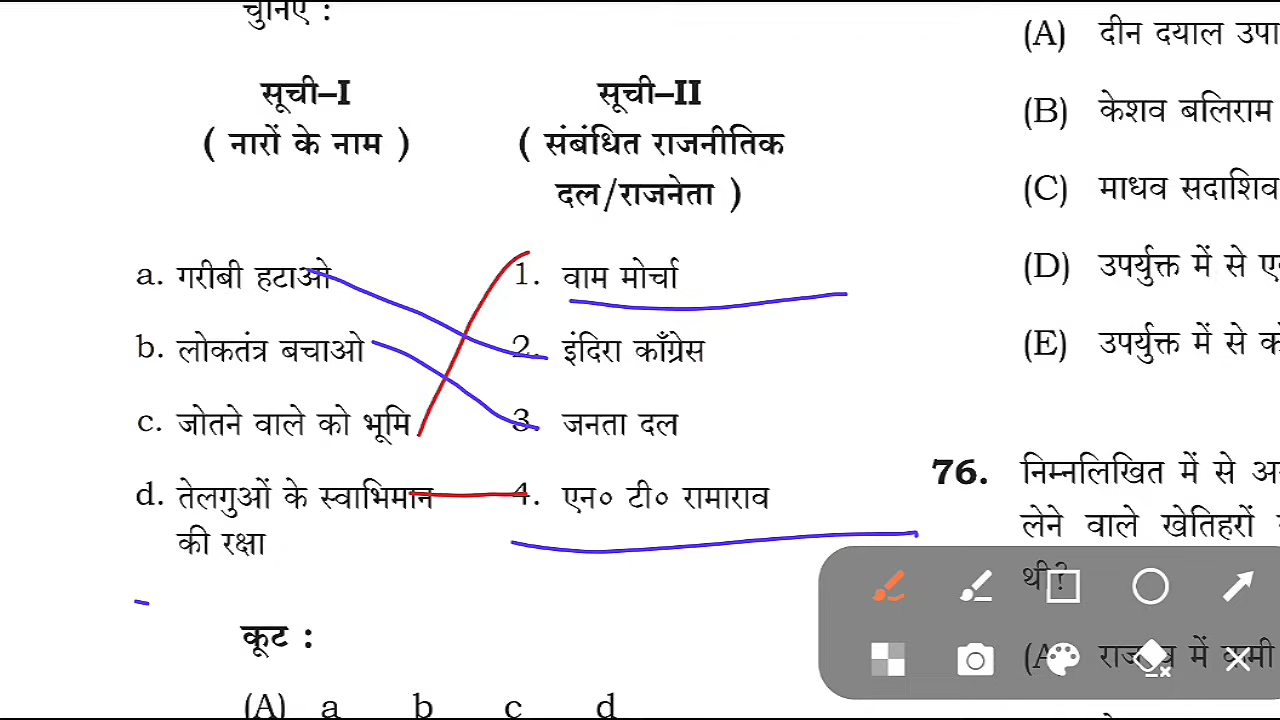 चुनिए :
सूची–I
( नारों के नाम )
सूची–II
( संबंधित राजनीतिक
दल/राजनेता )
a. गरीबी हटाओ
1. वाम मोर्चा
b. लोकतंत्र बचाओ
2. इंदिरा काँग्रेस
c. जोतने वाले को भूमि
3. जनता दल
d. तेलगुओं के स्वाभिमान
की रक्षा
4. एन० टी० रामाराव
कूट :
(A) a b c d
(A) दीन दयाल उपा
(B) केशव बलिराम
(C) माधव सदाशिव
(D) उपर्युक्त में से ए
(E) उपर्युक्त में से क
76. निम्नलिखित में से अ
लेने वाले खेतिहरों
थी?
में कमी